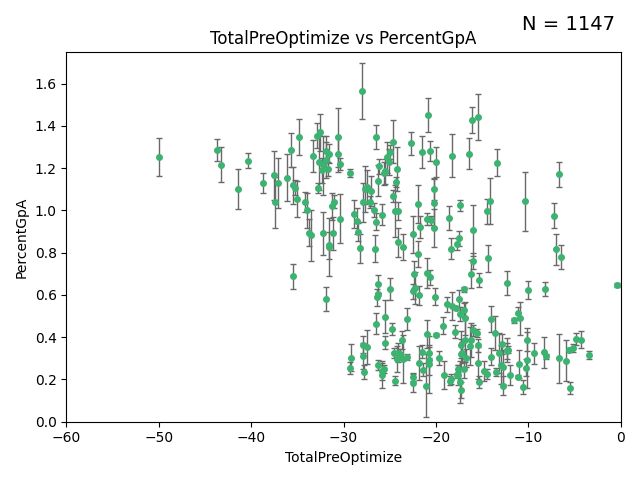 N = 1147
TotalPreOptimize vs PercentGpA
PercentGpA
1.6
1.4
1.2
1.0
0.8
0.6
0.4
0.2
0.0
−60 −50 −40 −30 −20 −10 0
TotalPreOptimize